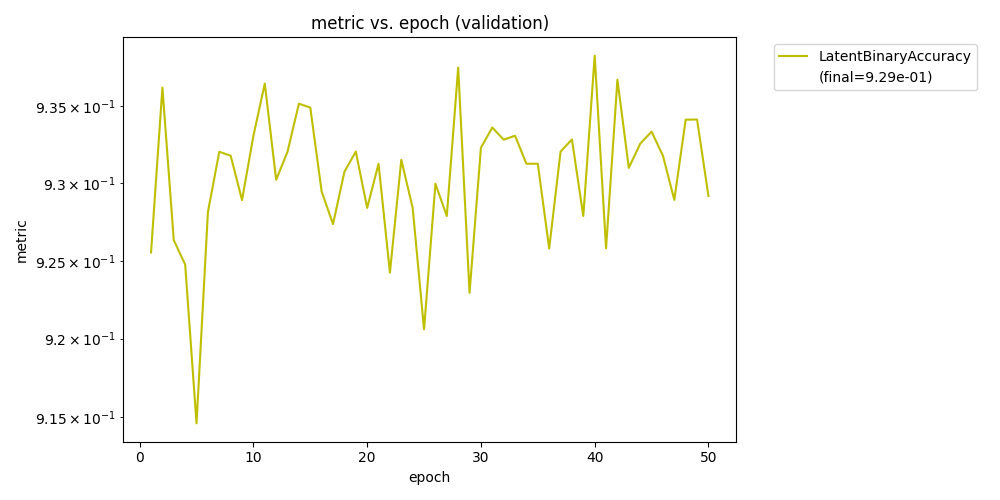 metric vs. epoch (validation)
LatentBinaryAccuracy
(final=9.29e-01)
9.35 × 10⁻¹
9.3 × 10⁻¹
9.25 × 10⁻¹
9.2 × 10⁻¹
9.15 × 10⁻¹
metric
0 10 20 30 40 50
epoch